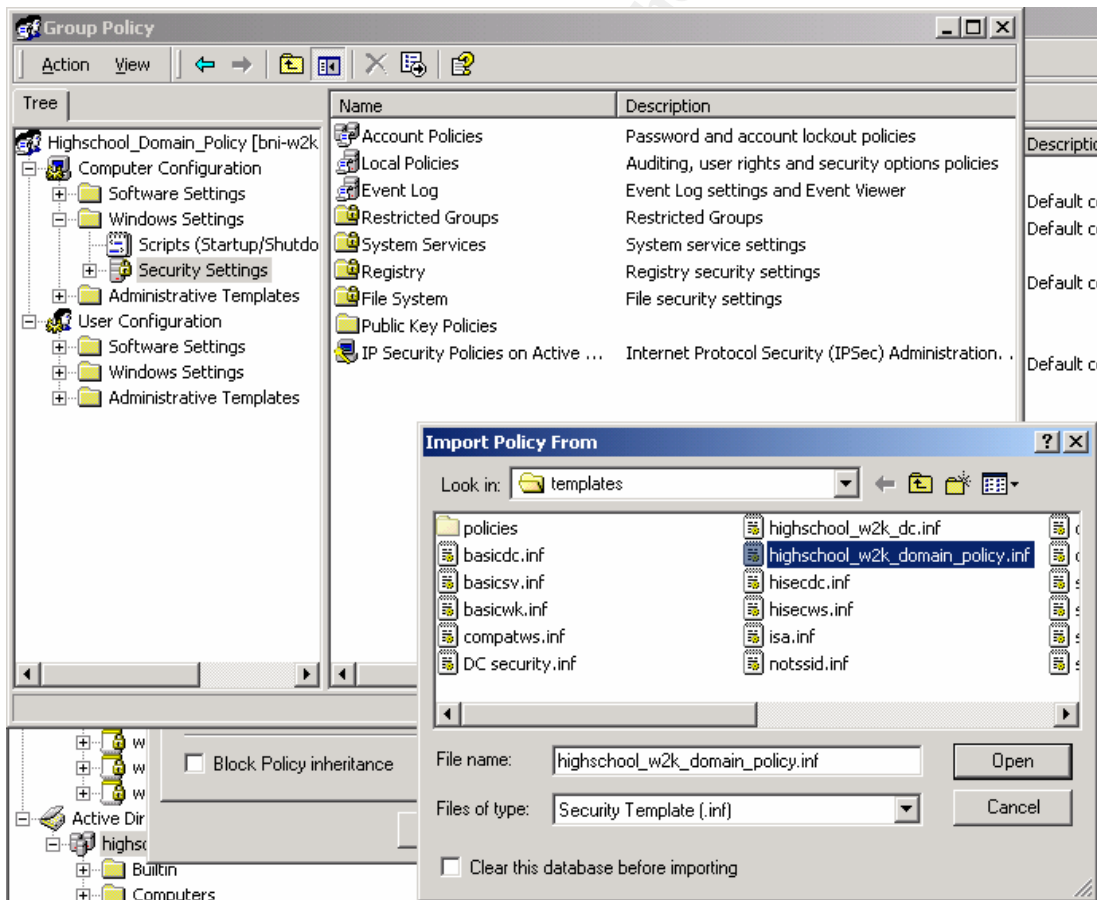 Group Policy
Action View
Tree
Name Description
Highschool_Domain_Policy [bni-w2k
Computer Configuration
Software Settings
Windows Settings
Scripts (Startup/Shutdo
Security Settings
Administrative Templates
User Configuration
Software Settings
Windows Settings
Administrative Templates
Account Policies Password and account lockout policies
Local Policies Auditing, user rights and security options policies
Event Log Event Log settings and Event Viewer
Restricted Groups Restricted Groups
System Services System service settings
Registry Registry security settings
File System File security settings
Public Key Policies
IP Security Policies on Active ... Internet Protocol Security (IPSec) Administration. .
Descriptio
Default c
Default c
Default c
Default c
Import Policy From
Look in: templates
policies
basicdc.inf
basicsv.inf
basicwk.inf
compatws.inf
DC security.inf
highschool_w2k_dc.inf
highschool_w2k_domain_policy.inf
hisecdc.inf
hisecws.inf
isa.inf
notssid.inf
File name: highschool_w2k_domain_policy.inf Open
Files of type: Security Template (.inf) Cancel
Clear this database before importing
w
w
w
Block Policy inheritance
Active Dir
highsc
Builtin
Computers